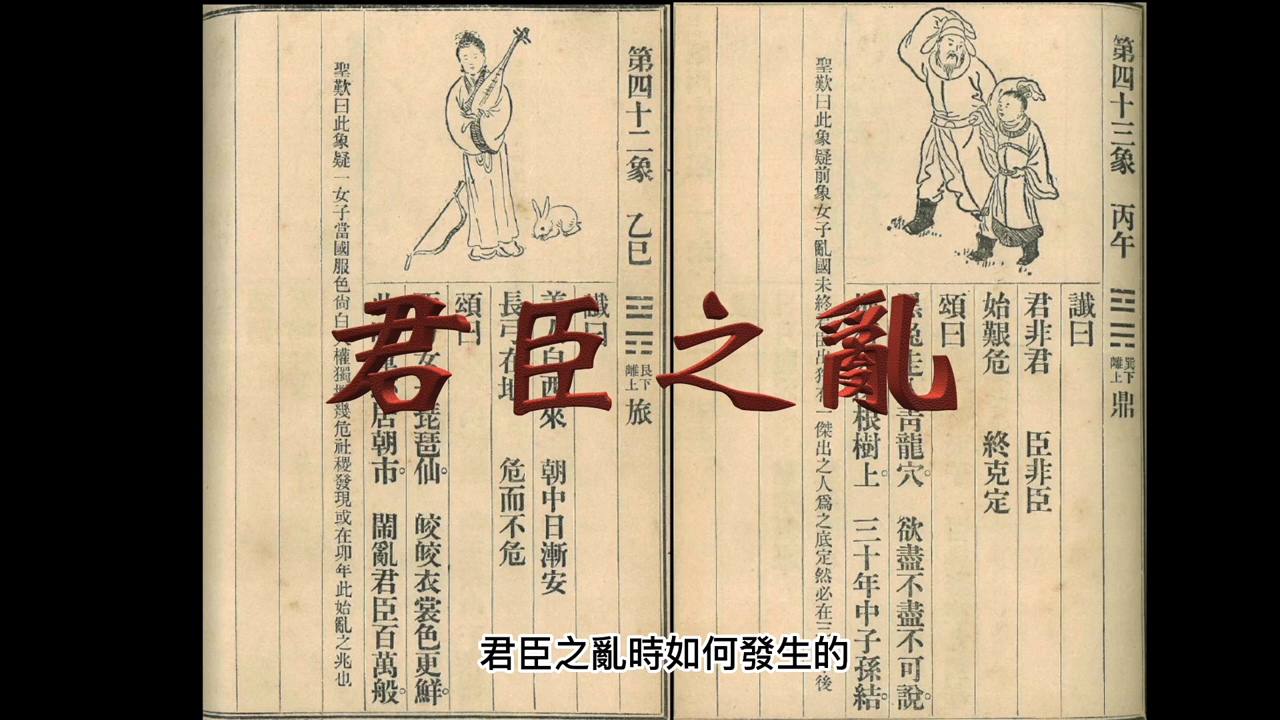 第四十二象 乙巳
艮下離上 旅
讖曰
自西來 朝中日漸安
長弓在地 危而不危
頌曰
女子琵琶仙。 皎皎衣裳色更鮮。
居朝市。 鬧亂君臣百萬般。
聖歎曰此象疑一女子當國服色尚白大權獨攬幾危社稷發現或在卯年此始亂之兆也
第四十三象 丙午
巽下離上 鼎
讖曰
君非君 臣非臣
始艱危 終克定
頌曰
黑兔走入青龍穴。 欲盡不盡不可說。
根樹上。 三十年中子孫結。
聖歎曰此象疑前象女子亂國未終 一傑出之人為之底定然必在三 後
君臣之亂
君臣之亂時如何發生的